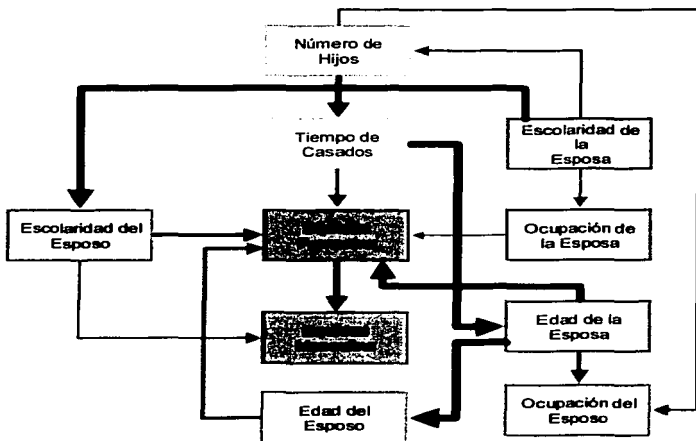 Número de
Hijos
Tiempo de
Casados
Escolaridad de
la
Esposa
Escolaridad del
Esposo
Ocupación de
la Esposa
Edad de la
Esposa
Edad del
Esposo
Ocupación del
Esposo